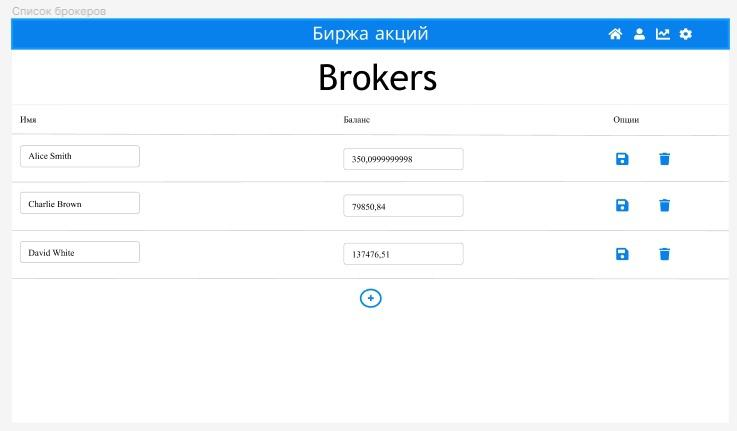 Список брокеров
Биржа акций
Brokers
Имя Баланс Опции
Alice Smith 350,0999999998
Charlie Brown 79850,84
David White 137476,51